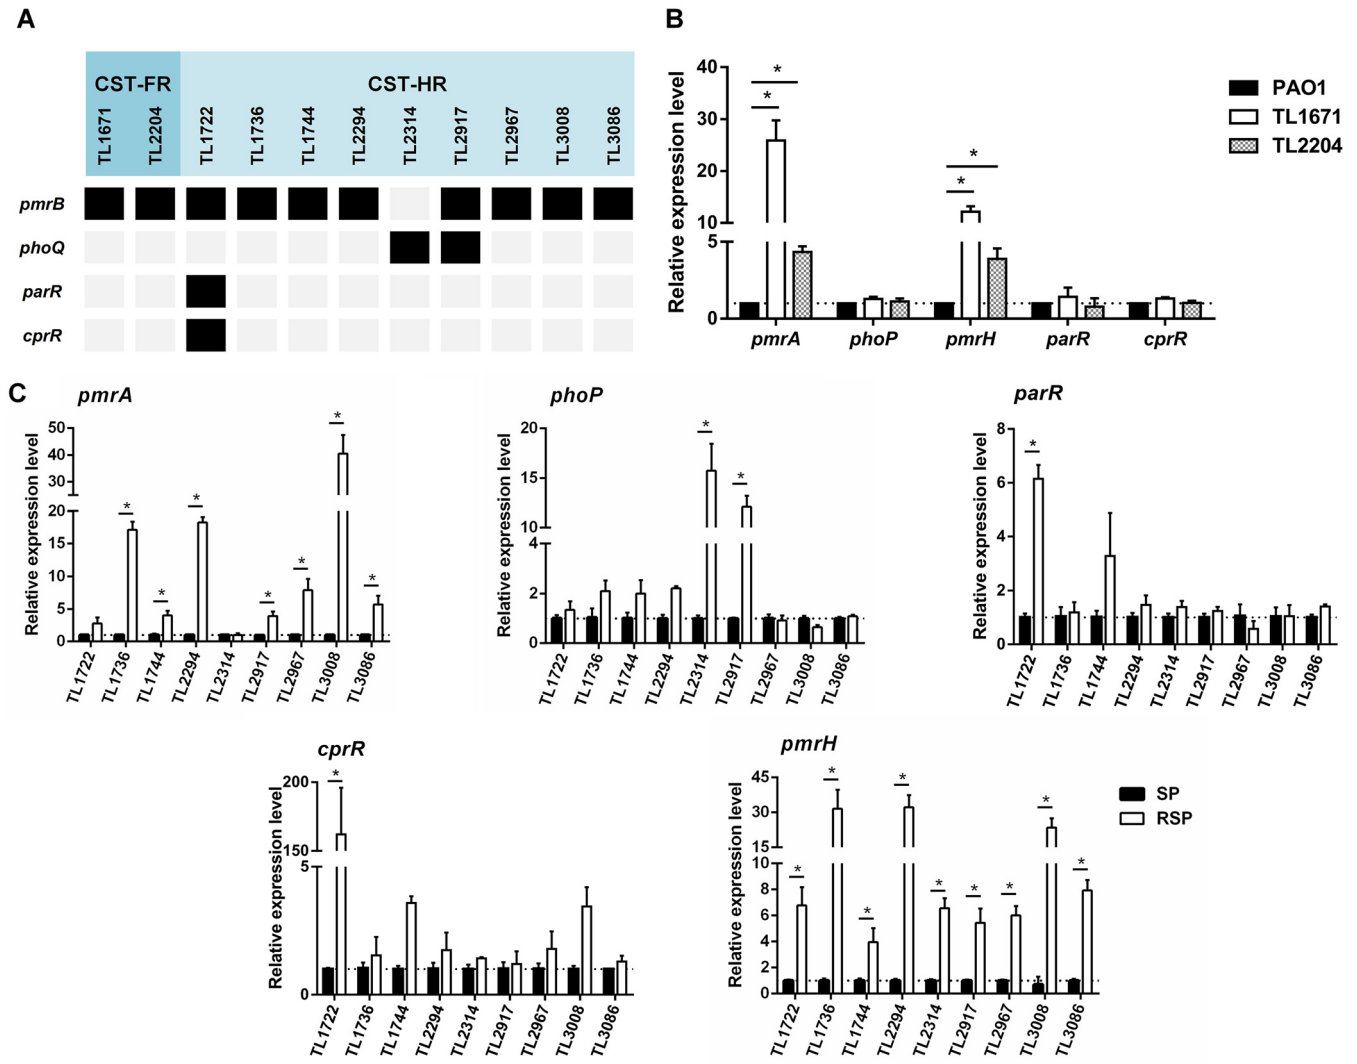 A
CST-FR CST-HR
TL1671 TL2204 TL1722 TL1736 TL1744 TL2294 TL2314 TL2917 TL2967 TL3008 TL3086
pmrB
phoQ
parR
cprR
B
Relative expression level
40
30
20
10
5
0
* * * *
pmrA phoP pmrH parR cprR
PAO1
TL1671
TL2204
C
pmrA
Relative expression level
50
40
30
20
15
10
5
0
* * * * * * *
TL1722 TL1736 TL1744 TL2294 TL2314 TL2917 TL2967 TL3008 TL3086
phoP
Relative expression level
20
15
10
4
2
0
* *
TL1722 TL1736 TL1744 TL2294 TL2314 TL2917 TL2967 TL3008 TL3086
parR
Relative expression level
8
6
4
2
0
*
TL1722 TL1736 TL1744 TL2294 TL2314 TL2917 TL2967 TL3008 TL3086
cprR
Relative expression level
200
150
5
0
*
TL1722 TL1736 TL1744 TL2294 TL2314 TL2917 TL2967 TL3008 TL3086
pmrH
Relative expression level
45
30
15
10
8
6
4
2
0
* * * * * * * * *
TL1722 TL1736 TL1744 TL2294 TL2314 TL2917 TL2967 TL3008 TL3086
SP
RSP